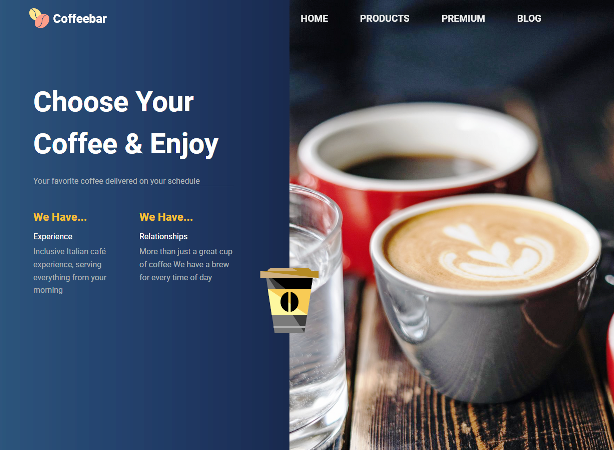 Coffeebar
HOME PRODUCTS PREMIUM BLOG
Choose Your
Coffee & Enjoy
Your favorite coffee delivered on your schedule
We Have...
Experience
Inclusive Italian café
experience, serving
everything from your
morning
We Have...
Relationships
More than just a great cup
of coffee We have a brew
for every time of day